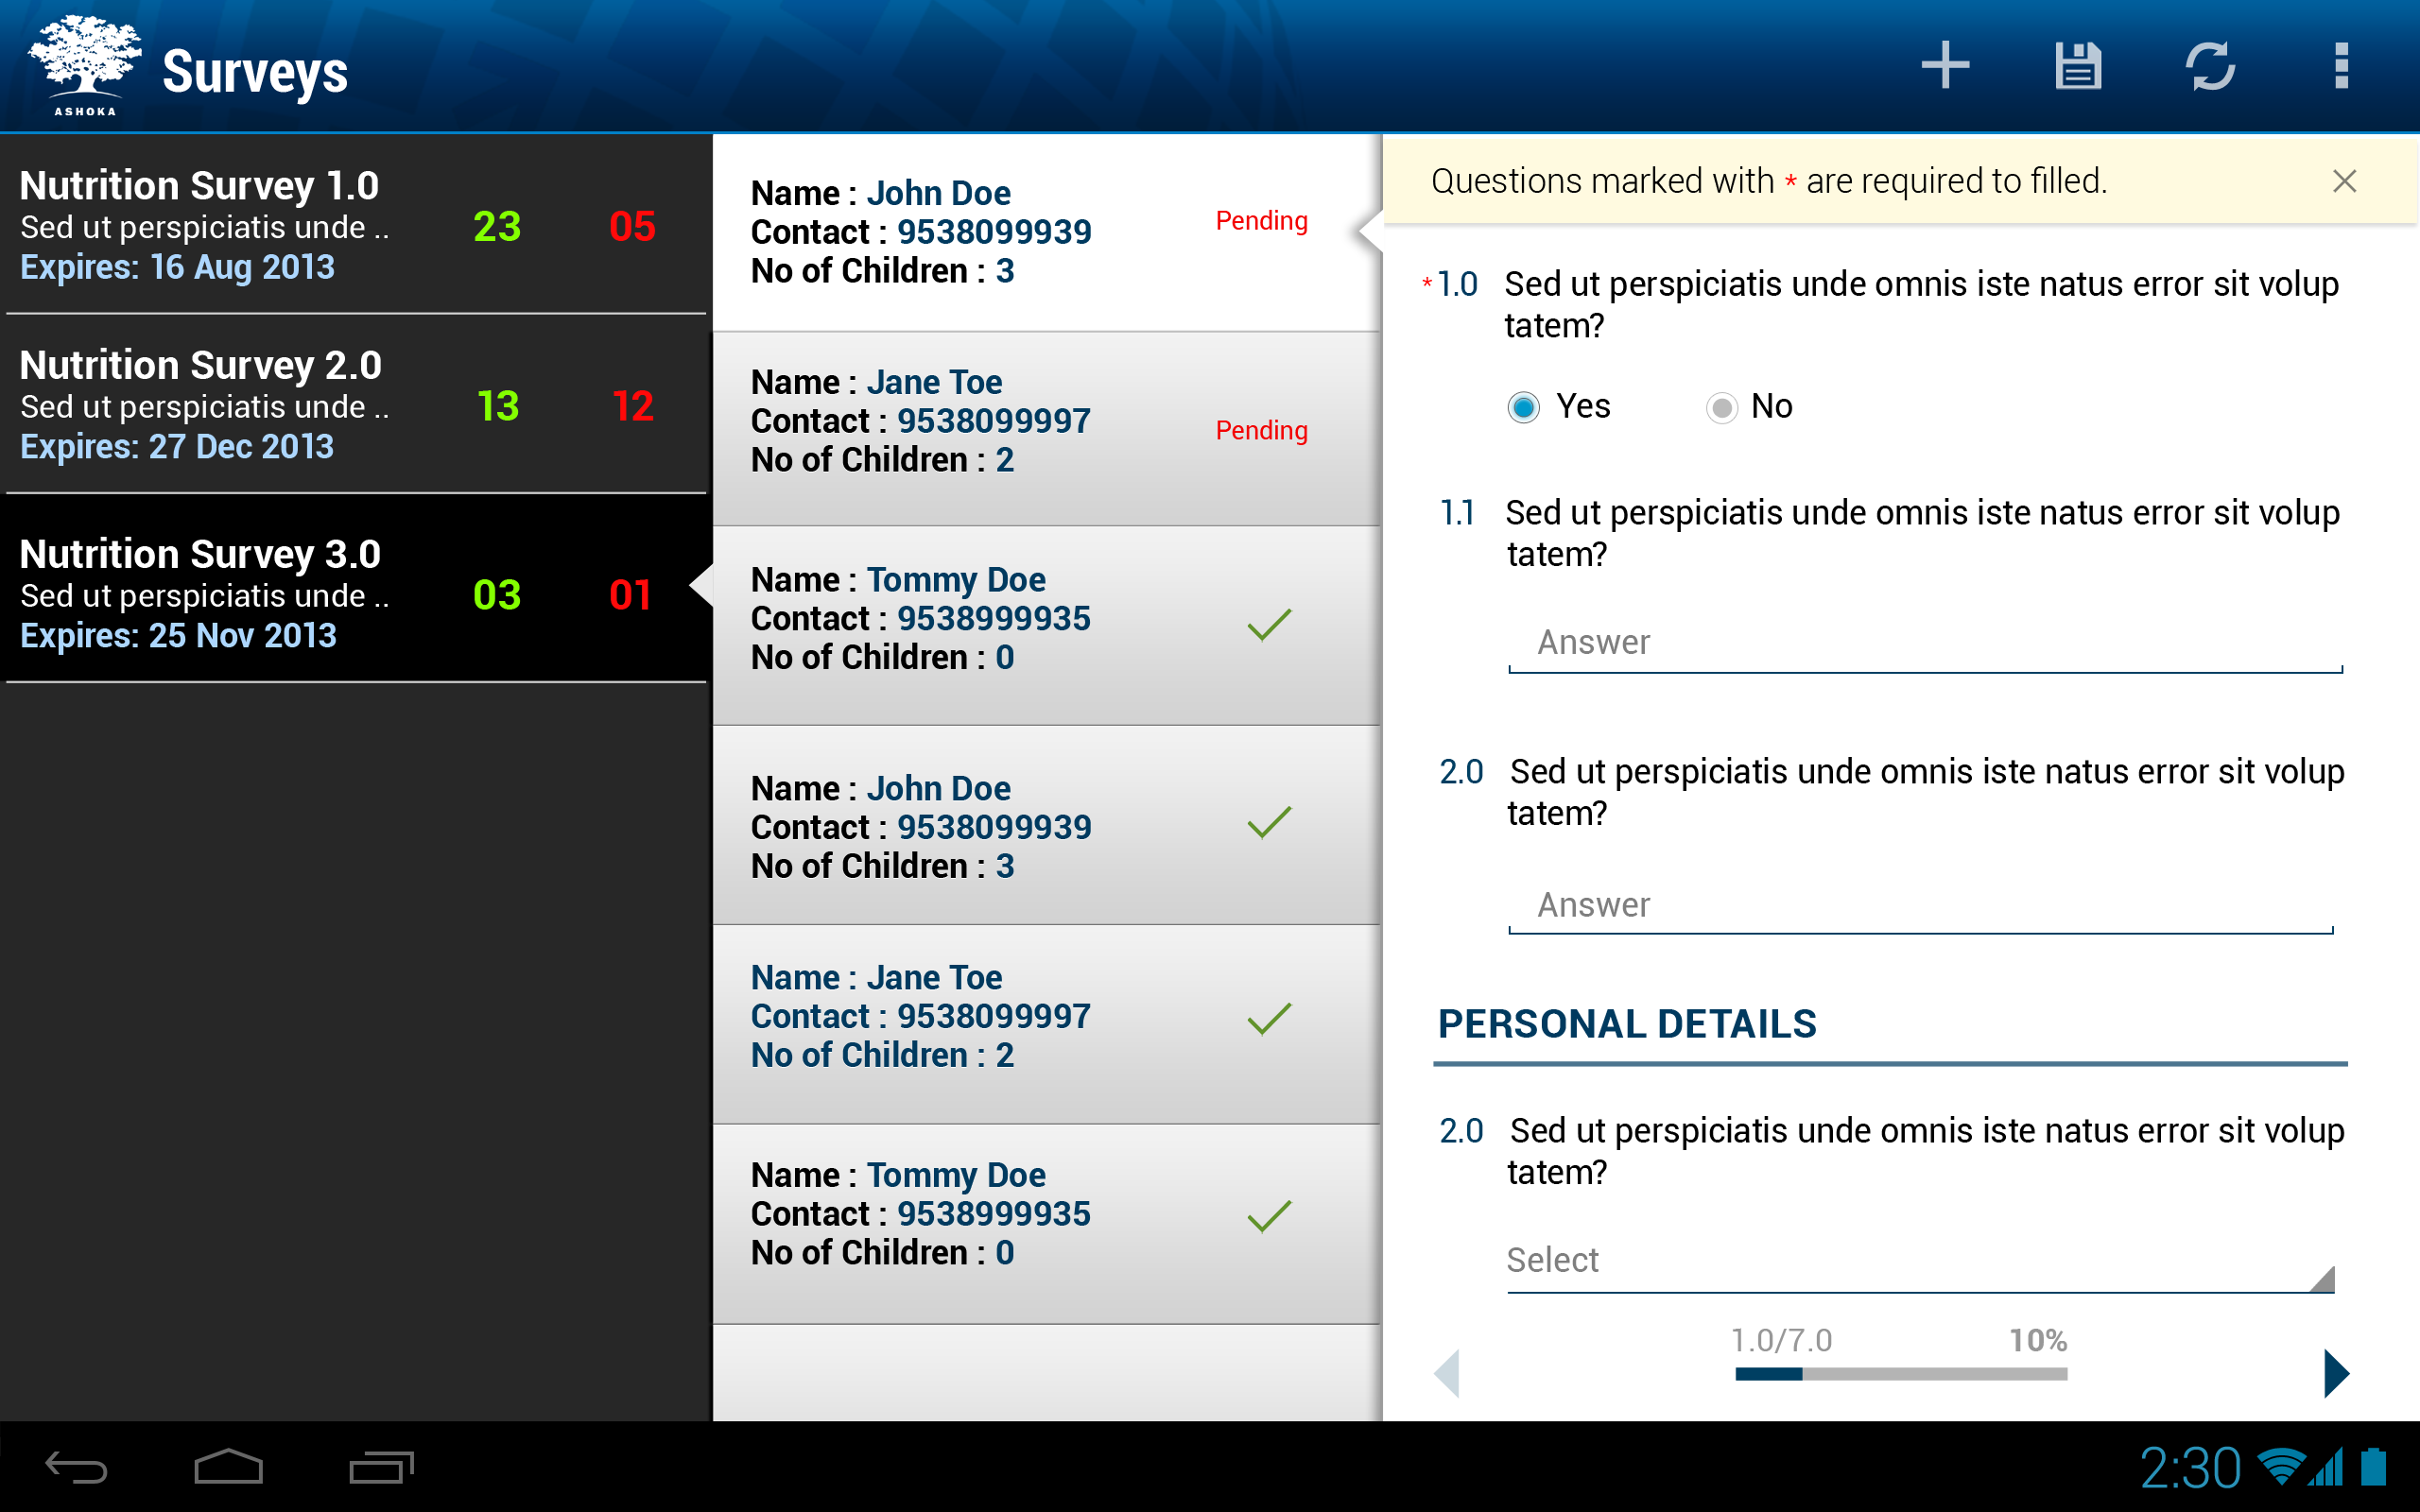 ASHOKA
Surveys
Nutrition Survey 1.0
Sed ut perspiciatis unde ..
Expires: 16 Aug 2013
23
05
Nutrition Survey 2.0
Sed ut perspiciatis unde ..
Expires: 27 Dec 2013
13
12
Nutrition Survey 3.0
Sed ut perspiciatis unde ..
Expires: 25 Nov 2013
03
01
Name : John Doe
Contact : 9538099939
No of Children : 3
Pending
Name : Jane Toe
Contact : 9538099997
No of Children : 2
Pending
Name : Tommy Doe
Contact : 9538999935
No of Children : 0
Name : John Doe
Contact : 9538099939
No of Children : 3
Name : Jane Toe
Contact : 9538099997
No of Children : 2
Name : Tommy Doe
Contact : 9538999935
No of Children : 0
Questions marked with * are required to filled.
* 1.0 Sed ut perspiciatis unde omnis iste natus error sit volup
tatem?
Yes No
1.1 Sed ut perspiciatis unde omnis iste natus error sit volup
tatem?
Answer
2.0 Sed ut perspiciatis unde omnis iste natus error sit volup
tatem?
Answer
PERSONAL DETAILS
2.0 Sed ut perspiciatis unde omnis iste natus error sit volup
tatem?
Select
1.0/7.0 10%
2:30